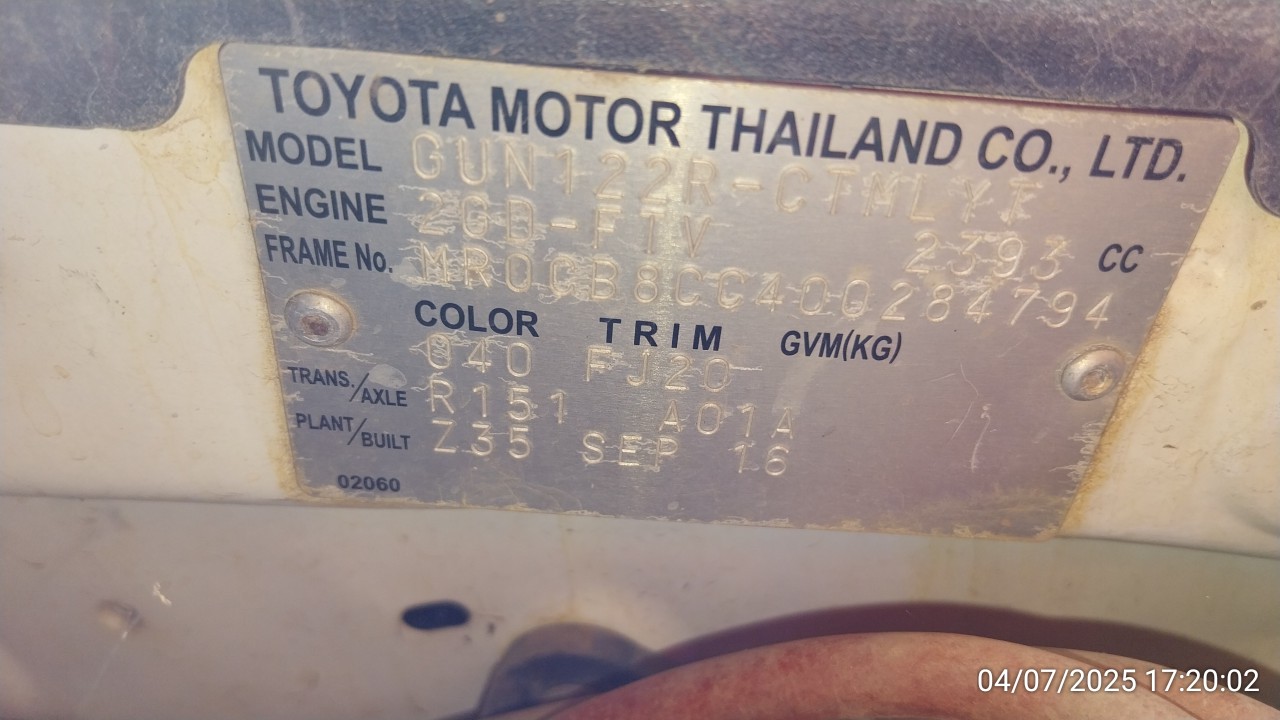 TOYOTA MOTOR THAILAND CO., LTD.
MODEL GUN122R-CTMLYT
ENGINE 2GD-F1V 2393 CC
FRAME No. MR0CB8CC400284794
COLOR TRIM GVM(KG)
040 FJ20
TRANS./AXLE R151 A01A
PLANT/BUILT Z35 SEP 16
02060
04/07/2025 17:20:02